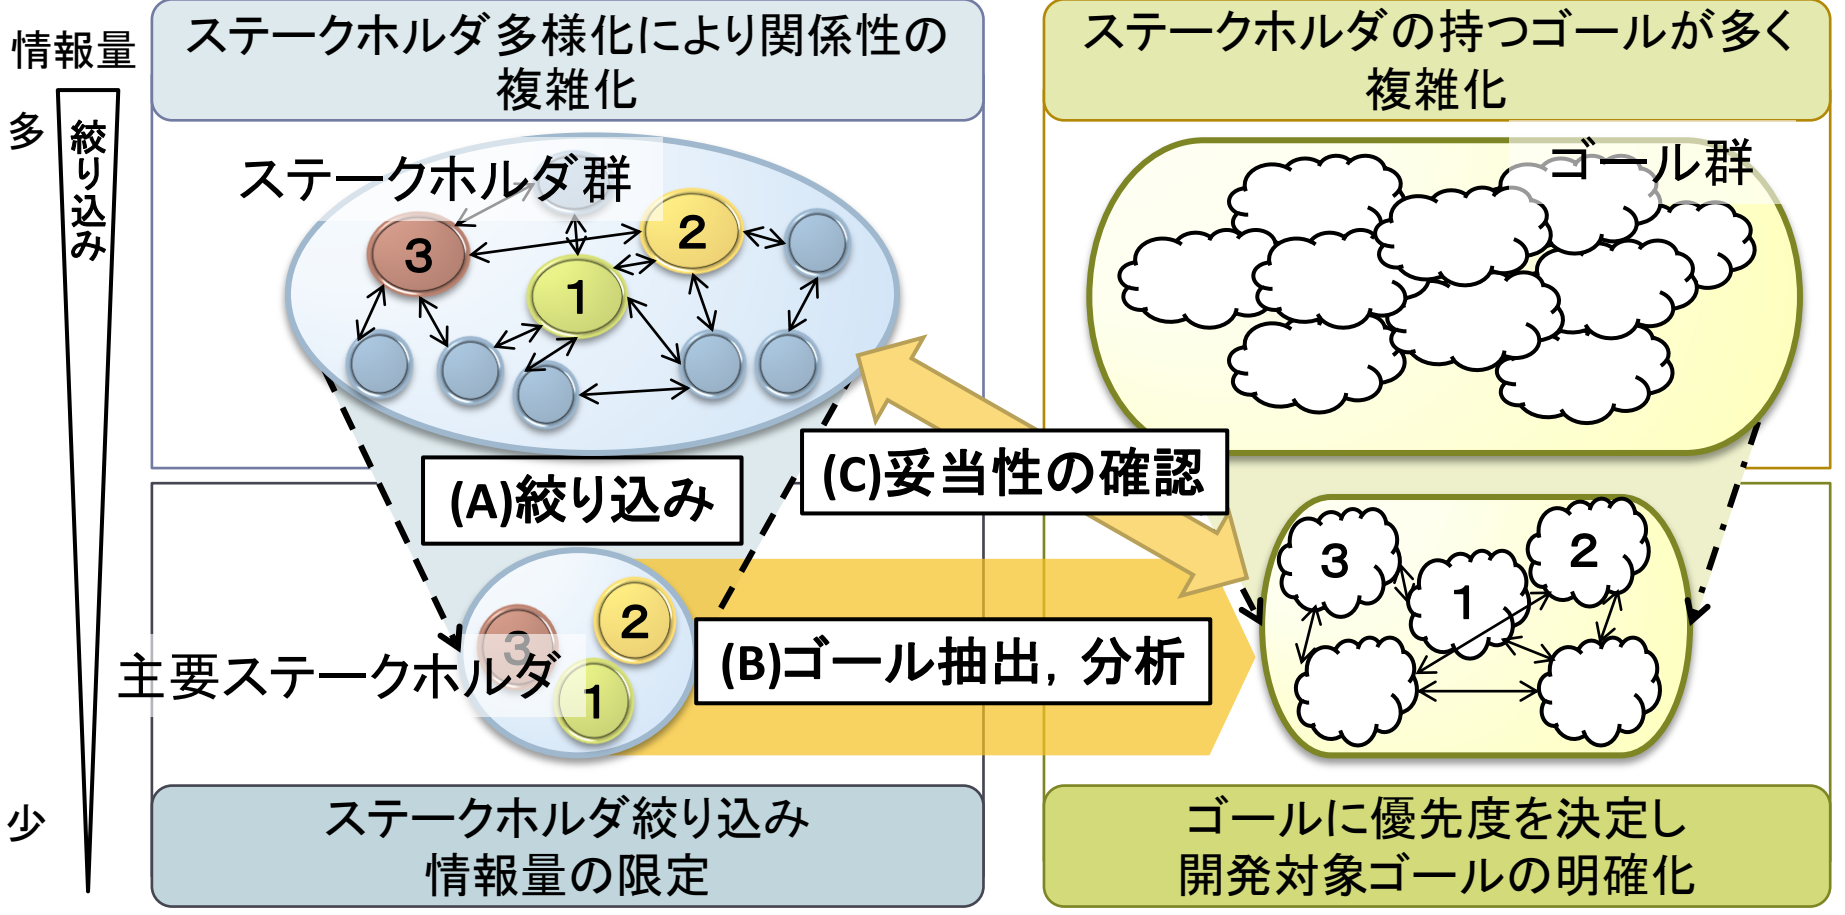 情報量
多
絞り込み
少
ステークホルダ多様化により関係性の
複雑化
ステークホルダ群
3
2
1
ステークホルダの持つゴールが多く
複雑化
ゴール群
(A)絞り込み
(C)妥当性の確認
(B)ゴール抽出，分析
主要ステークホルダ
3
2
1
3
2
1
ステークホルダ絞り込み
情報量の限定
ゴールに優先度を決定し
開発対象ゴールの明確化